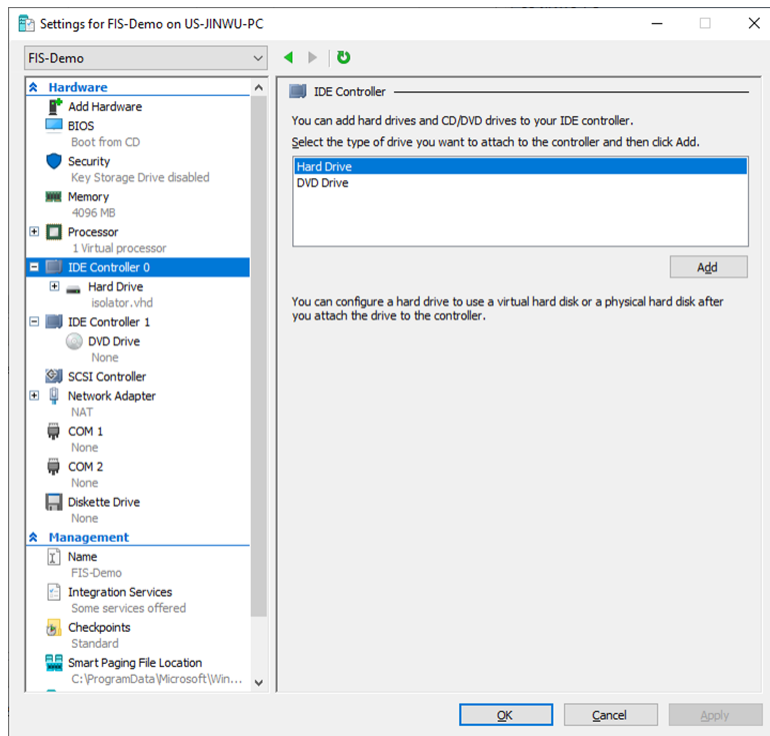 Settings for FIS-Demo on US-JINWU-PC
FIS-Demo
Hardware
Add Hardware
BIOS
Boot from CD
Security
Key Storage Drive disabled
Memory
4096 MB
Processor
1 Virtual processor
IDE Controller 0
Hard Drive
isolator.vhd
IDE Controller 1
DVD Drive
None
SCSI Controller
Network Adapter
NAT
COM 1
None
COM 2
None
Diskette Drive
None
Management
Name
FIS-Demo
Integration Services
Some services offered
Checkpoints
Standard
Smart Paging File Location
C:\ProgramData\Microsoft\Win...
IDE Controller
You can add hard drives and CD/DVD drives to your IDE controller.
Select the type of drive you want to attach to the controller and then click Add.
Hard Drive
DVD Drive
Add
You can configure a hard drive to use a virtual hard disk or a physical hard disk after
you attach the drive to the controller.
OK
Cancel
Apply